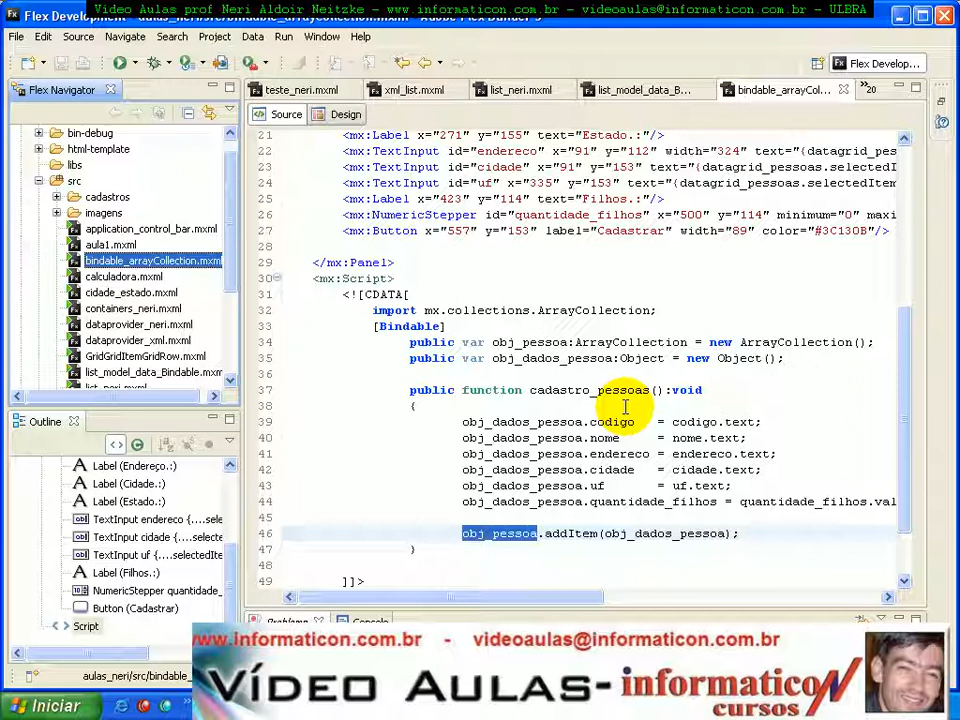 Video Aulas prof Neri Aldoir Neitzke - www.informaticon.com.br - videoaulas@informaticon.com.br - ULBRA
File Edit Source Navigate Search Project Data Run Window Help
Flex Develop...
Flex Navigator
teste_neri.mxml xml_list.mxml list_neri.mxml list_model_data_B... bindable_arrayCol... 20
Source Design
bin-debug
html-template
libs
src
cadastros
imagens
application_control_bar.mxml
aula1.mxml
bindable_arrayCollection.mxml
calculadora.mxml
cidade_estado.mxml
containers_neri.mxml
dataprovider_neri.mxml
dataprovider_xml.mxml
GridGridItemGridRow.mxml
list_model_data_Bindable.mxml
list_neri.mxml
21 <mx:Label x="271" y="155" text="Estado.:"/>
22 <mx:TextInput id="endereco" x="91" y="112" width="324" text="{datagrid_pes
23 <mx:TextInput id="cidade" x="91" y="153" text="{datagrid_pessoas.selectedI
24 <mx:TextInput id="uf" x="335" y="153" text="{datagrid_pessoas.selectedItem
25 <mx:Label x="423" y="114" text="Filhos.:"/>
26 <mx:NumericStepper id="quantidade_filhos" x="500" y="114" minimum="0" maxi
27 <mx:Button x="557" y="153" label="Cadastrar" width="89" color="#3C130B"/>
28
29 </mx:Panel>
30 <mx:Script>
31 <![CDATA[
32 import mx.collections.ArrayCollection;
33 [Bindable]
34 public var obj_pessoa:ArrayCollection = new ArrayCollection();
35 public var obj_dados_pessoa:Object = new Object();
36
37 public function cadastro_pessoas():void
38 {
39 obj_dados_pessoa.codigo = codigo.text;
40 obj_dados_pessoa.nome = nome.text;
41 obj_dados_pessoa.endereco = endereco.text;
42 obj_dados_pessoa.cidade = cidade.text;
43 obj_dados_pessoa.uf = uf.text;
44 obj_dados_pessoa.quantidade_filhos = quantidade_filhos.val
45
46 obj_pessoa.addItem(obj_dados_pessoa);
47 }
48
49 ]]>
Outline
Label (Endereço.:)
Label (Cidade.:)
Label (Estado.:)
TextInput endereco {...sele
TextInput cidade {...select
TextInput uf {...selectedIte
Label (Filhos.:)
NumericStepper quantidade_
Button (Cadastrar)
Script
Problems Console
aulas_neri/src/bindable_
www.informaticon.com.br - videoaulas@informaticon.com.br
VÍDEO AULAS- informaticoN
cursos
Iniciar